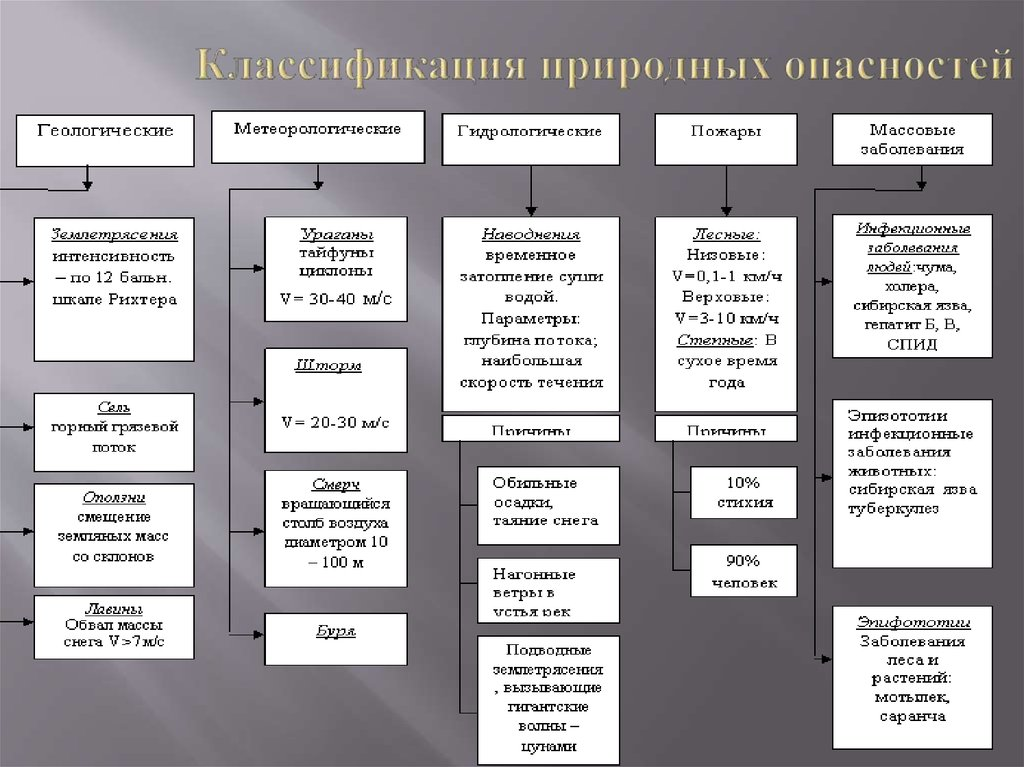 Классификация природных опасностей
Геологические
Землетрясения
интенсивность
– по 12 бальн.
шкале Рихтера
Сель
горный грязевой
поток
Оползни
смещение
земляных масс
со склонов
Лавины
Обвал массы
снега V >7м/с
Метеорологические
Ураганы
тайфуны
циклоны
V= 30-40 м/с
Шторм
V= 20-30 м/с
Смерч
вращающийся
столб воздуха
диаметром 10
– 100 м
Буря
Гидрологические
Наводнения
временное
затопление суши
водой.
Параметры:
глубина потока;
наибольшая
скорость течения
Причины
Обильные
осадки,
таяние снега
Нагонные
ветры в
устья рек
Подводные
землетрясения
, вызывающие
гигантские
волны –
цунами
Пожары
Лесные:
Низовые:
V=0,1-1 км/ч
Верховые:
V=3-10 км/ч
Степные: В
сухое время
года
Причины
10%
стихия
90%
человек
Массовые
заболевания
Инфекционные
заболевания
людей:чума,
холера,
сибирская язва,
гепатит Б, В,
СПИД
Эпизототии
инфекционные
заболевания
животных:
сибирская язва
туберкулез
Эпифототии
Заболевания
леса и
растений:
мотылек,
саранча